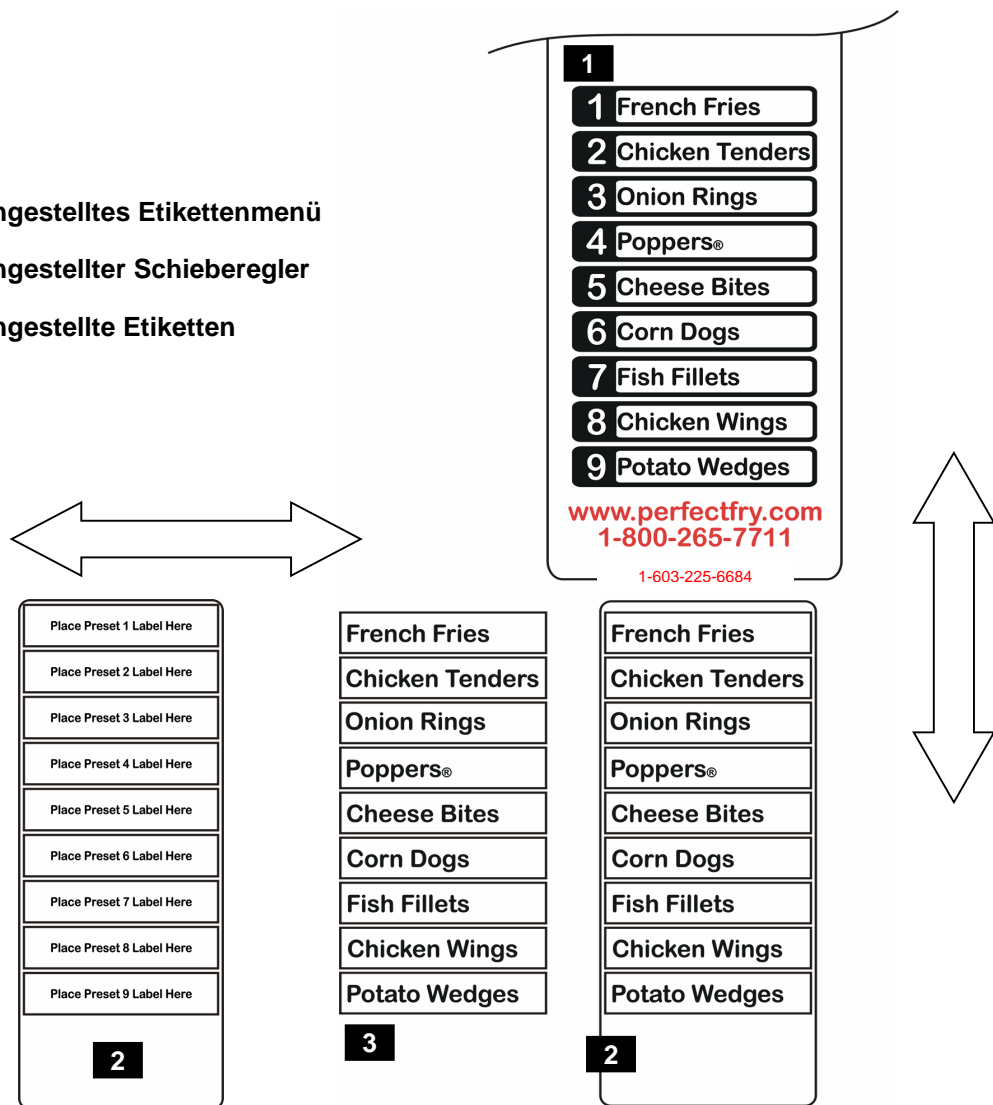 1
1 French Fries
2 Chicken Tenders
3 Onion Rings
4 Poppers®
5 Cheese Bites
6 Corn Dogs
7 Fish Fillets
8 Chicken Wings
9 Potato Wedges
www.perfectfry.com
1-800-265-7711
1-603-225-6684
ngestelltes Etikettenmenü
ngestellter Schieberegler
ngestellte Etiketten
Place Preset 1 Label Here
Place Preset 2 Label Here
Place Preset 3 Label Here
Place Preset 4 Label Here
Place Preset 5 Label Here
Place Preset 6 Label Here
Place Preset 7 Label Here
Place Preset 8 Label Here
Place Preset 9 Label Here
2
French Fries
Chicken Tenders
Onion Rings
Poppers®
Cheese Bites
Corn Dogs
Fish Fillets
Chicken Wings
Potato Wedges
3
French Fries
Chicken Tenders
Onion Rings
Poppers®
Cheese Bites
Corn Dogs
Fish Fillets
Chicken Wings
Potato Wedges
2